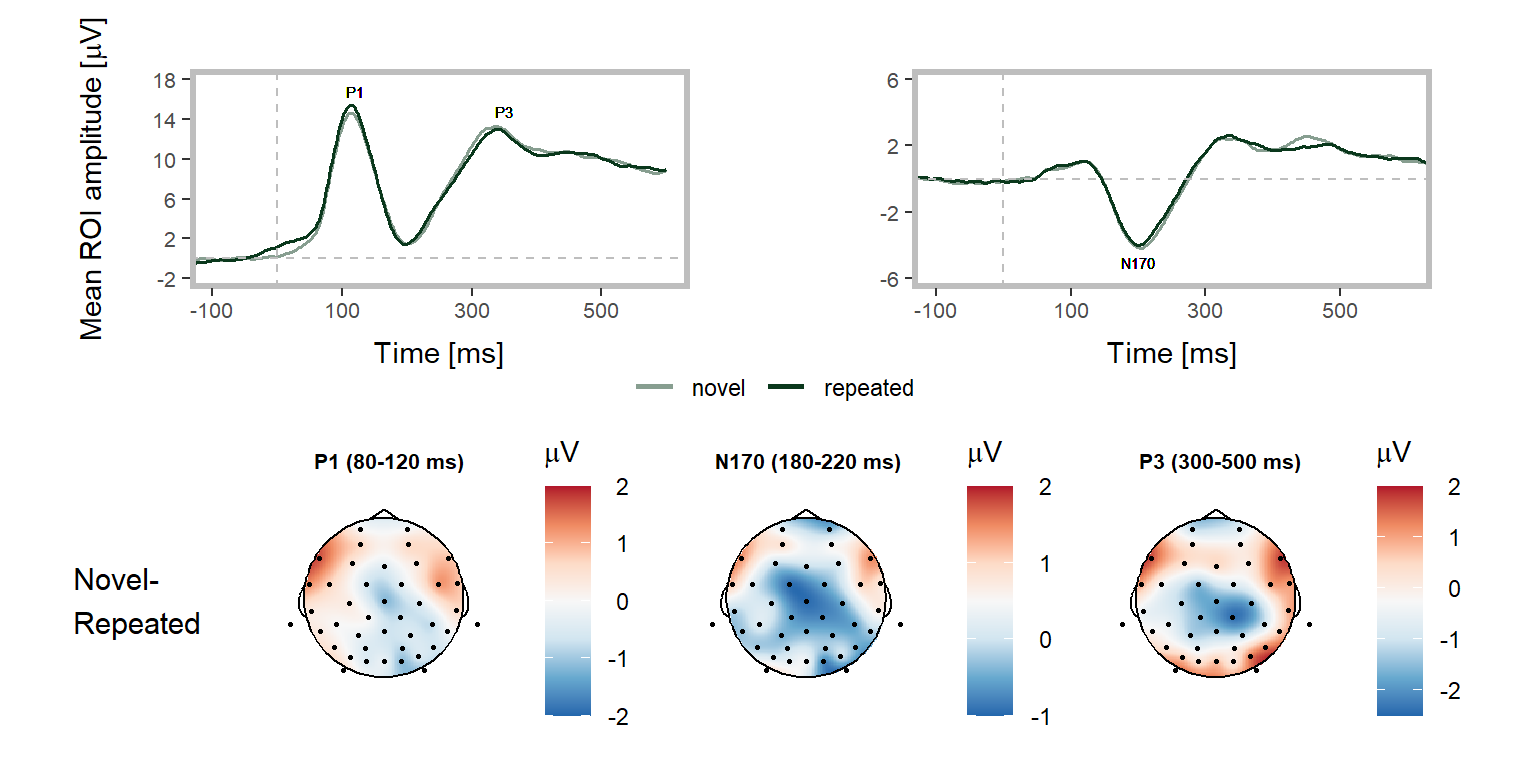 Mean ROI amplitude [μV]
18
14
10
6
2
-2
P1
P3
-100
100
300
500
Time [ms]
6
2
-2
-6
N170
-100
100
300
500
Time [ms]
novel
repeated
Novel-
Repeated
P1 (80-120 ms)
μV
2
1
0
-1
-2
N170 (180-220 ms)
μV
2
1
0
-1
P3 (300-500 ms)
μV
2
1
0
-1
-2